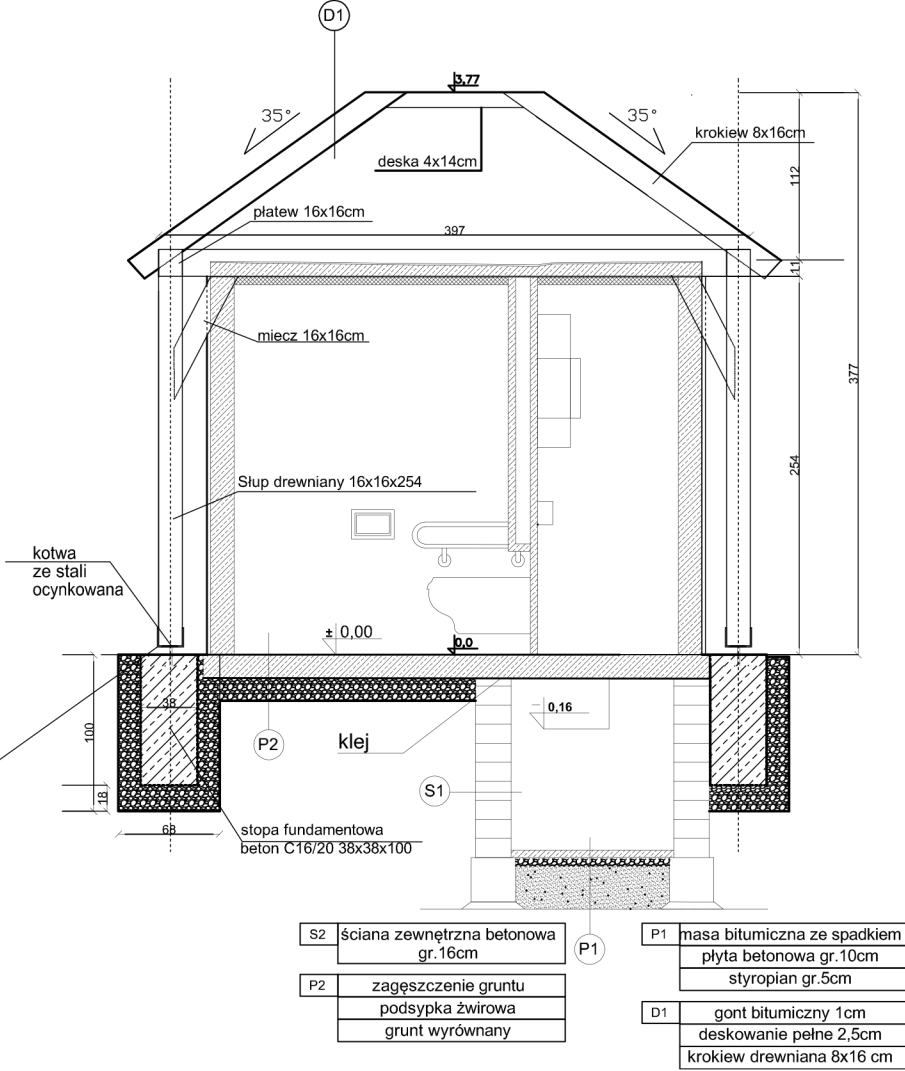 D1
3,77
35°
35°
krokiew 8x16cm
deska 4x14cm
112
płatew 16x16cm
397
11
miecz 16x16cm
377
254
Słup drewniany 16x16x254
kotwa
ze stali
ocynkowana
± 0,00
0,0
38
0,16
100
P2
klej
S1
18
68
stopa fundamentowa
beton C16/20 38x38x100
P1
S2 ściana zewnętrzna betonowa
gr.16cm
P2 zagęszczenie gruntu
podsypka żwirowa
grunt wyrównany
P1 masa bitumiczna ze spadkiem
płyta betonowa gr.10cm
styropian gr.5cm
D1 gont bitumiczny 1cm
deskowanie pełne 2,5cm
krokiew drewniana 8x16 cm